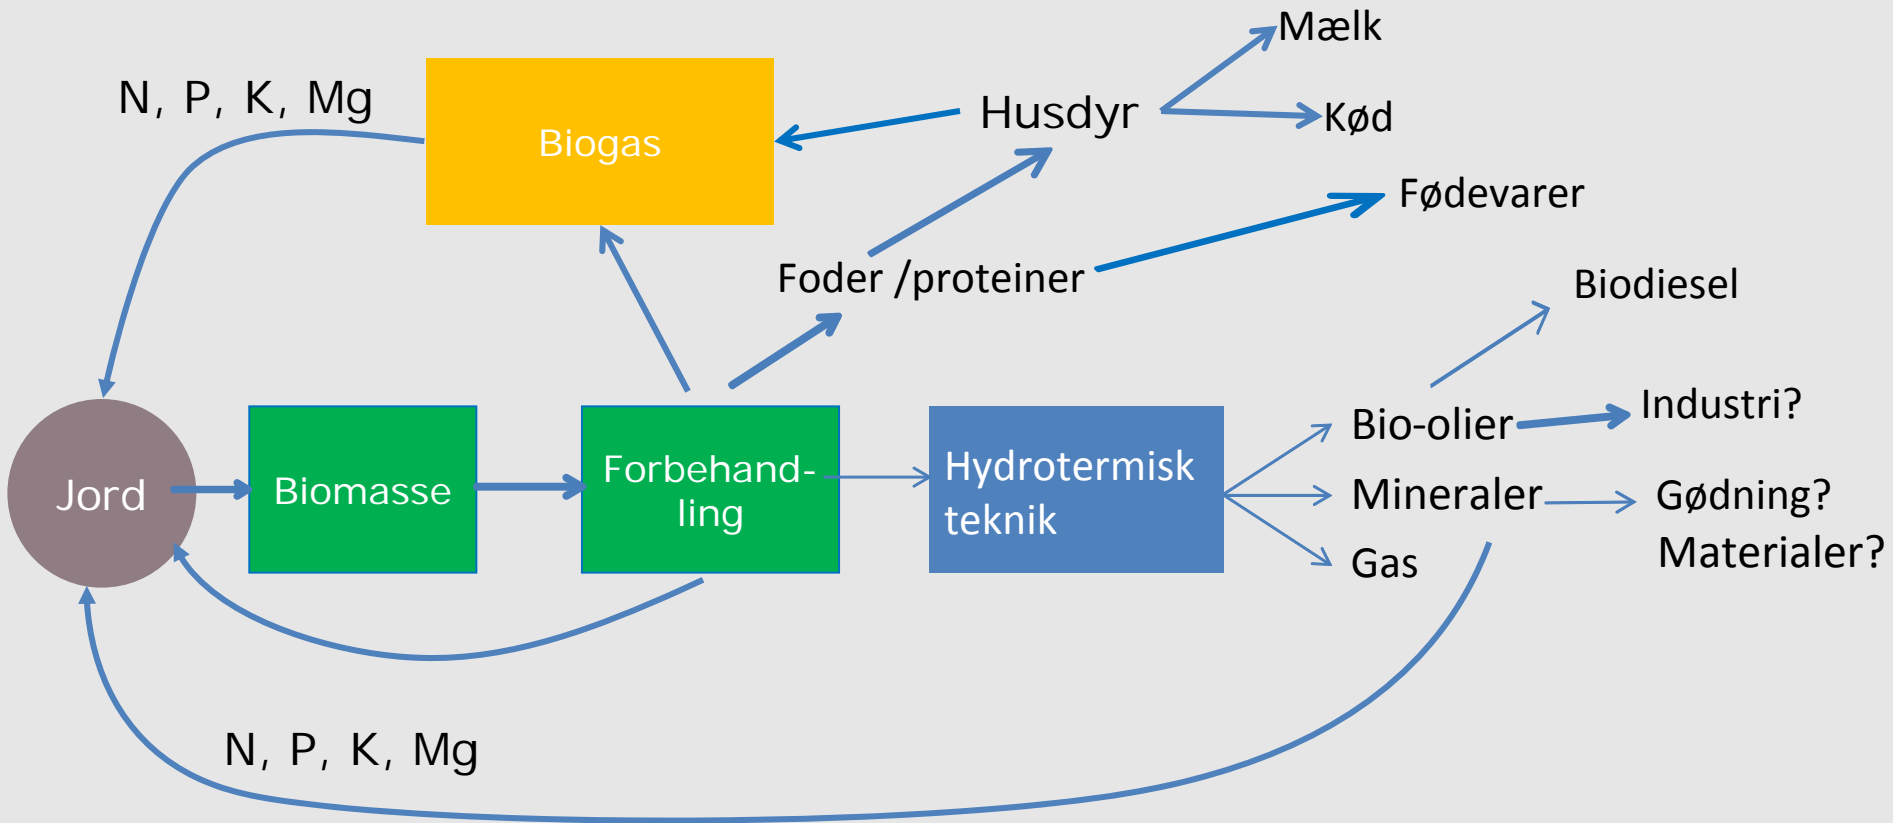 Mælk
N, P, K, Mg
Husdyr
Kød
Biogas
Fødevarer
Foder /proteiner
Biodiesel
Jord
Biomasse
Forbehand-
ling
Hydrotermisk
teknik
Bio-olier
Industri?
Mineraler
Gødning?
Materialer?
Gas
N, P, K, Mg